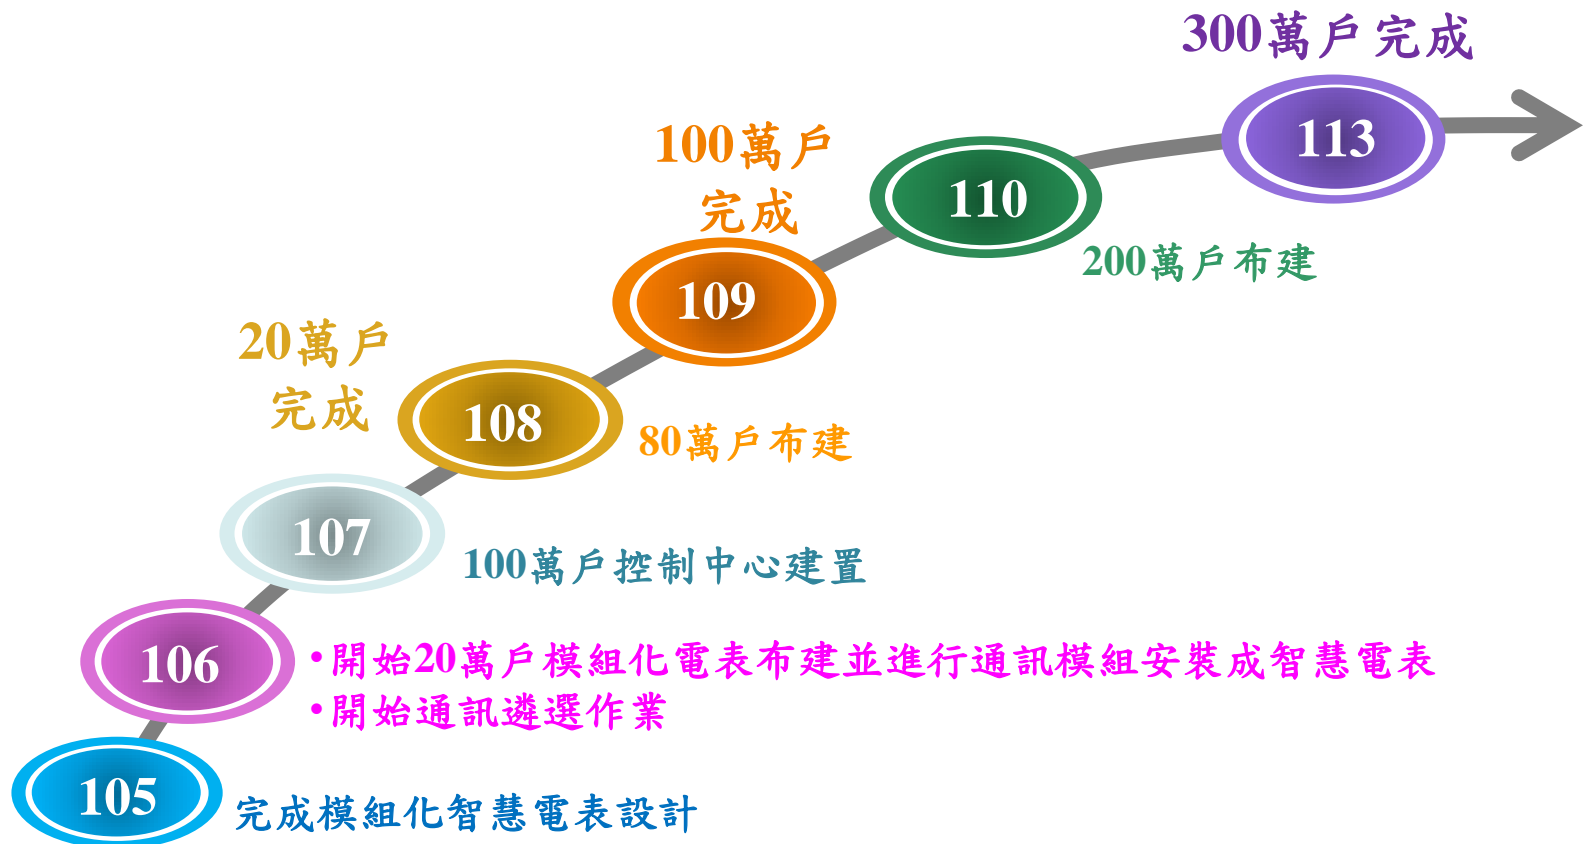 300萬戶完成
113
100萬戶
完成
110
200萬戶布建
109
20萬戶
完成
108
80萬戶布建
107
100萬戶控制中心建置
106
•開始20萬戶模組化電表布建並進行通訊模組安裝成智慧電表
•開始通訊遴選作業
105
完成模組化智慧電表設計